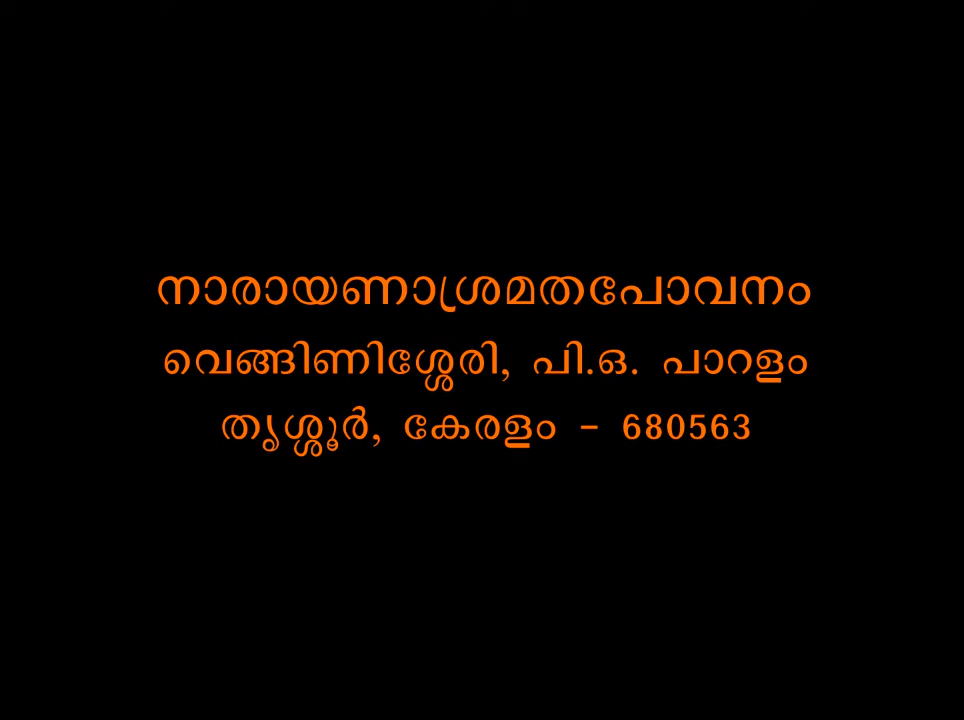 നാരായണാശ്രമതപോവനം
വെങ്ങിണിശ്ശേരി, പി.ഒ. പാറളം
തൃശ്ശൂർ, കേരളം - 680563